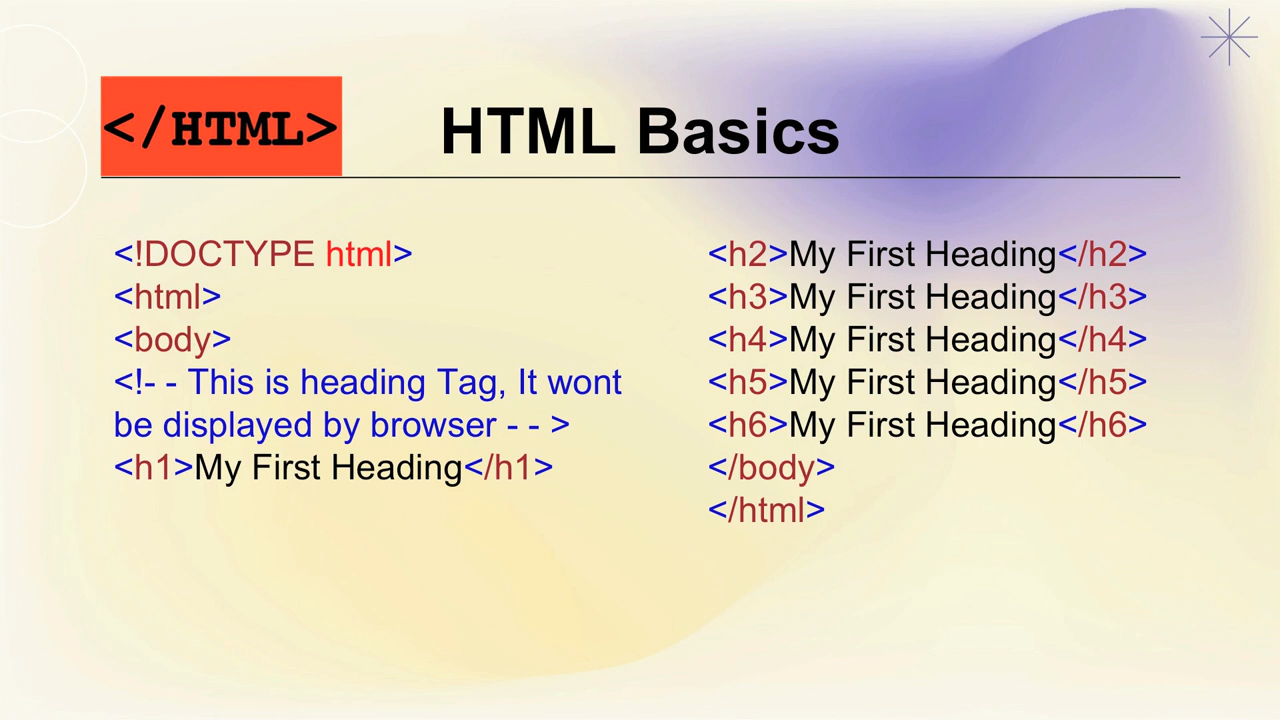 </HTML>
HTML Basics
<!DOCTYPE html>
<html>
<body>
<!- - This is heading Tag, It wont
be displayed by browser - - >
<h1>My First Heading</h1>
<h2>My First Heading</h2>
<h3>My First Heading</h3>
<h4>My First Heading</h4>
<h5>My First Heading</h5>
<h6>My First Heading</h6>
</body>
</html>